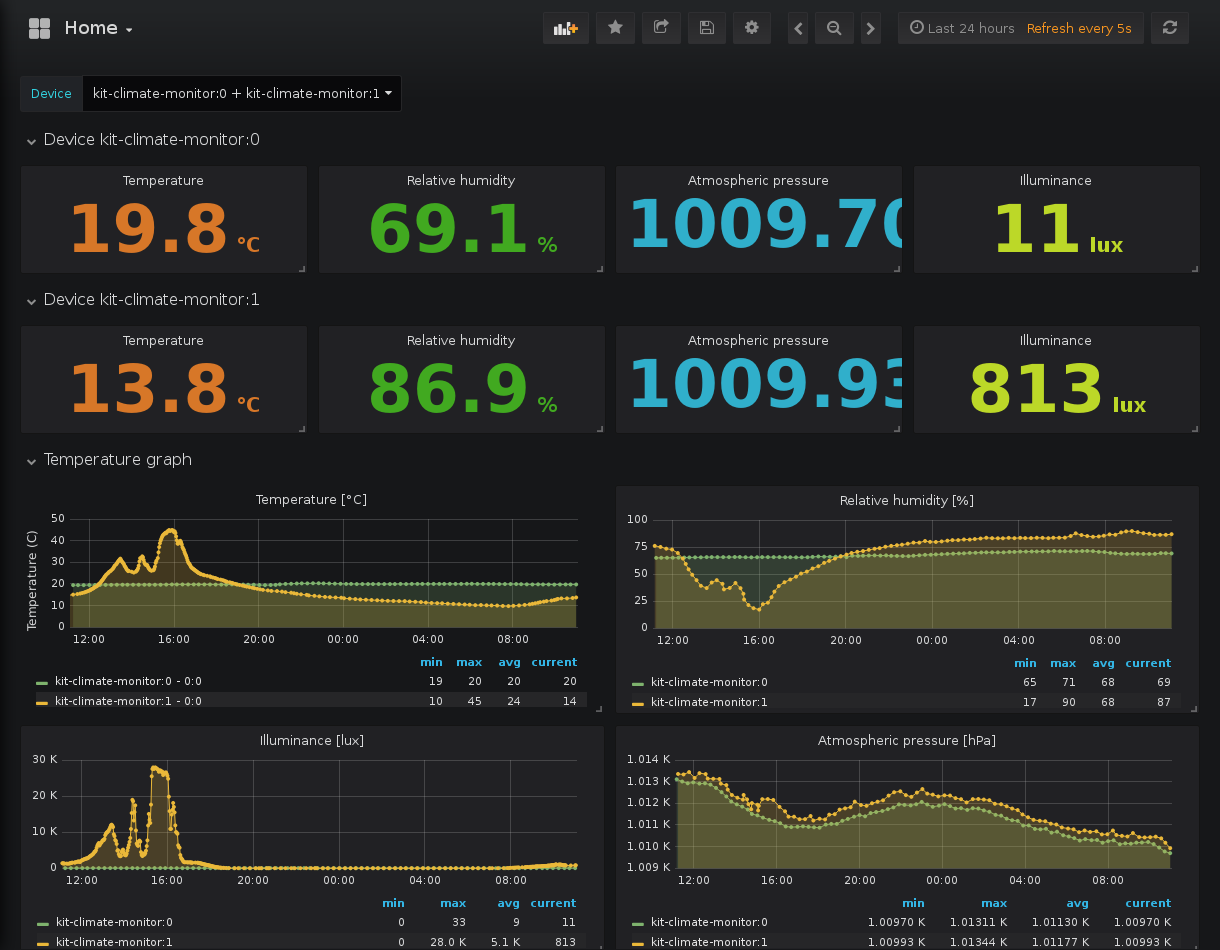 Home
Last 24 hours Refresh every 5s
Device kit-climate-monitor:0 + kit-climate-monitor:1
Device kit-climate-monitor:0
Temperature Relative humidity Atmospheric pressure Illuminance
19.8 °C 69.1 % 1009.70 11 lux
Device kit-climate-monitor:1
Temperature Relative humidity Atmospheric pressure Illuminance
13.8 °C 86.9 % 1009.93 813 lux
Temperature graph
Temperature [°C]
Temperature (C)
50
40
30
20
10
0
12:00 16:00 20:00 00:00 04:00 08:00
min max avg current
kit-climate-monitor:0 - 0:0 19 20 20 20
kit-climate-monitor:1 - 0:0 10 45 24 14
Relative humidity [%]
100
75
50
25
0
12:00 16:00 20:00 00:00 04:00 08:00
min max avg current
kit-climate-monitor:0 65 71 68 69
kit-climate-monitor:1 17 90 68 87
Illuminance [lux]
30 K
20 K
10 K
0
12:00 16:00 20:00 00:00 04:00 08:00
min max avg current
kit-climate-monitor:0 0 33 9 11
kit-climate-monitor:1 0 28.0 K 5.1 K 813
Atmospheric pressure [hPa]
1.014 K
1.013 K
1.012 K
1.011 K
1.010 K
1.009 K
12:00 16:00 20:00 00:00 04:00 08:00
min max avg current
kit-climate-monitor:0 1.00970 K 1.01311 K 1.01130 K 1.00970 K
kit-climate-monitor:1 1.00993 K 1.01344 K 1.01177 K 1.00993 K